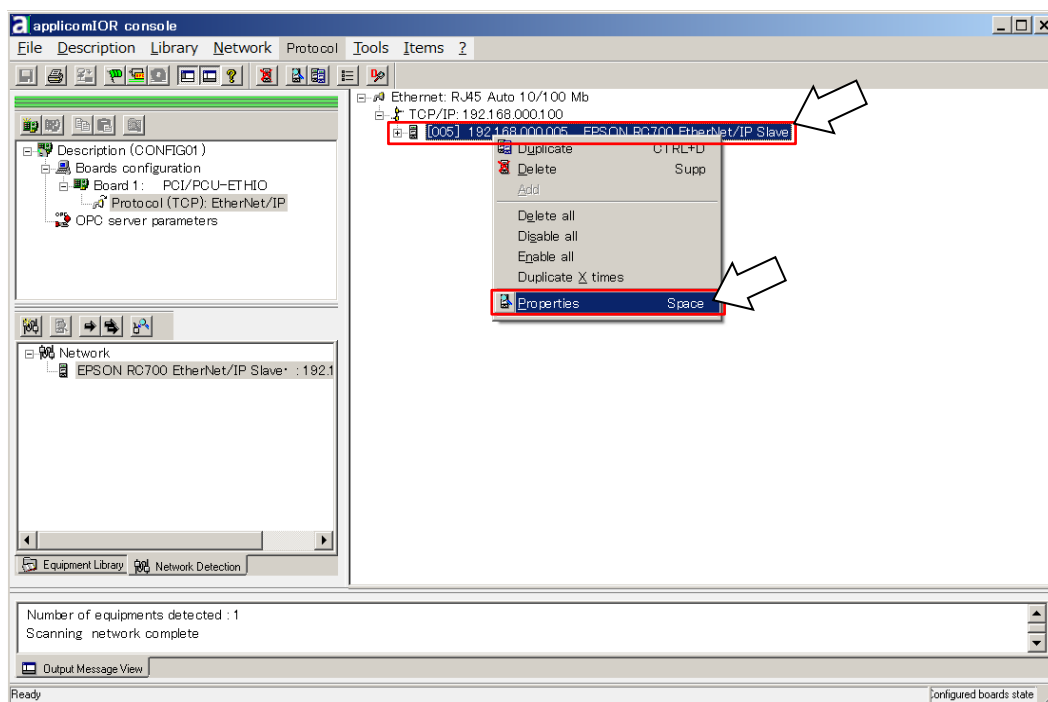 applicomIOR console
File Description Library Network Protocol Tools Items ?
Description (CONFIG01)
Boards configuration
Board 1: PCI/PCU-ETHIO
Protocol (TCP): EtherNet/IP
OPC server parameters
Network
EPSON RC700 EtherNet/IP Slave· : 192.1
Equipment Library
Network Detection
Ethernet: RJ45 Auto 10/100 Mb
TCP/IP: 192.168.000.100
[005] 192.168.000.005 EPSON RC700 EtherNet/IP Slave
Duplicate CTRL+D
Delete Supp
Add
Delete all
Disable all
Enable all
Duplicate X times
Properties Space
Number of equipments detected : 1
Scanning network complete
Output Message View
Ready
Configured boards state